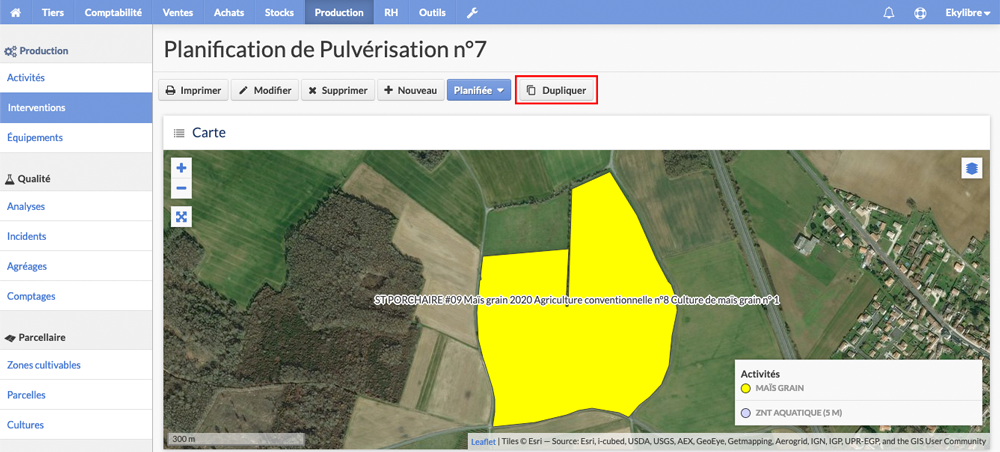 Tiers Comptabilité Ventes Achats Stocks Production RH Outils Ekylibre
Production
Activités
Interventions
Équipements
Qualité
Analyses
Incidents
Agréages
Comptages
Parcellaire
Zones cultivables
Parcelles
Cultures
Planification de Pulvérisation n°7
Imprimer Modifier Supprimer Nouveau Planifiée Dupliquer
Carte
+
−
ST PORCHAIRE #09 Maïs grain 2020 Agriculture conventionnelle n°8 Culture de maïs grain n°1
Activités
MAÏS GRAIN
ZNT AQUATIQUE (5 M)
300 m
Leaflet | Tiles © Esri — Source: Esri, i-cubed, USDA, USGS, AEX, GeoEye, Getmapping, Aerogrid, IGN, IGP, UPR-EGP, and the GIS User Community